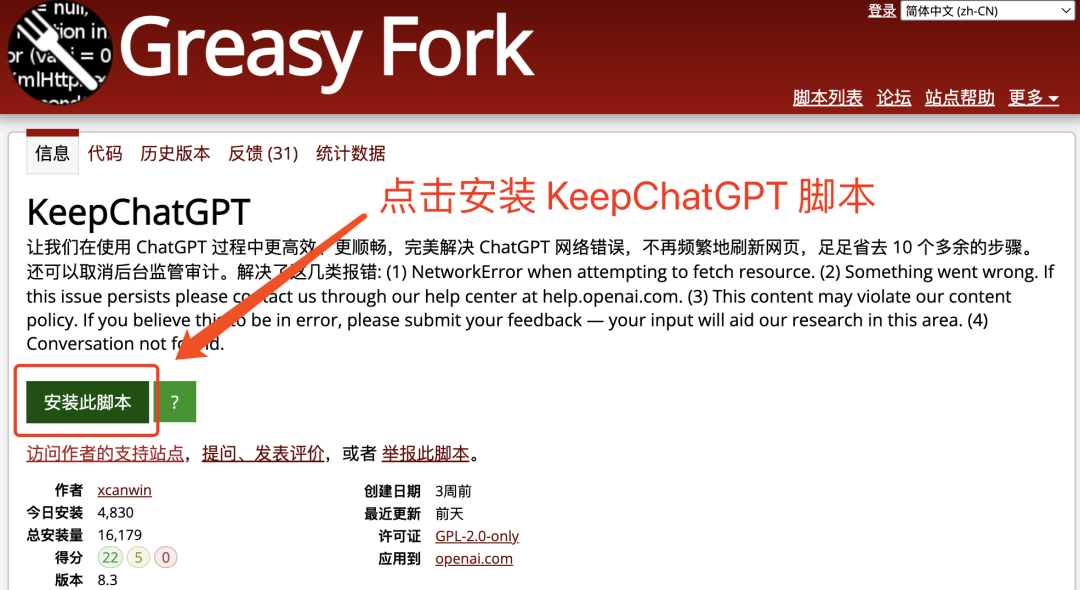 = null,
tion in
or (va = 0
XmlHttp
Greasy Fork
登录 简体中文 (zh-CN)
脚本列表 论坛 站点帮助 更多
信息 代码 历史版本 反馈 (31) 统计数据
点击安装 KeepChatGPT 脚本
KeepChatGPT
让我们在使用 ChatGPT 过程中更高效、更顺畅，完美解决 ChatGPT 网络错误，不再频繁地刷新网页，足足省去 10 个多余的步骤。
还可以取消后台监管审计。解决了这几类报错: (1) NetworkError when attempting to fetch resource. (2) Something went wrong. If
this issue persists please contact us through our help center at help.openai.com. (3) This content may violate our content
policy. If you believe this to be in error, please submit your feedback — your input will aid our research in this area. (4)
Conversation not found.
安装此脚本 ?
访问作者的支持站点，提问、发表评价，或者 举报此脚本。
作者 xcanwin 创建日期 3周前
今日安装 4,830 最近更新 前天
总安装量 16,179 许可证 GPL-2.0-only
得分 22 5 0 应用到 openai.com
版本 8.3